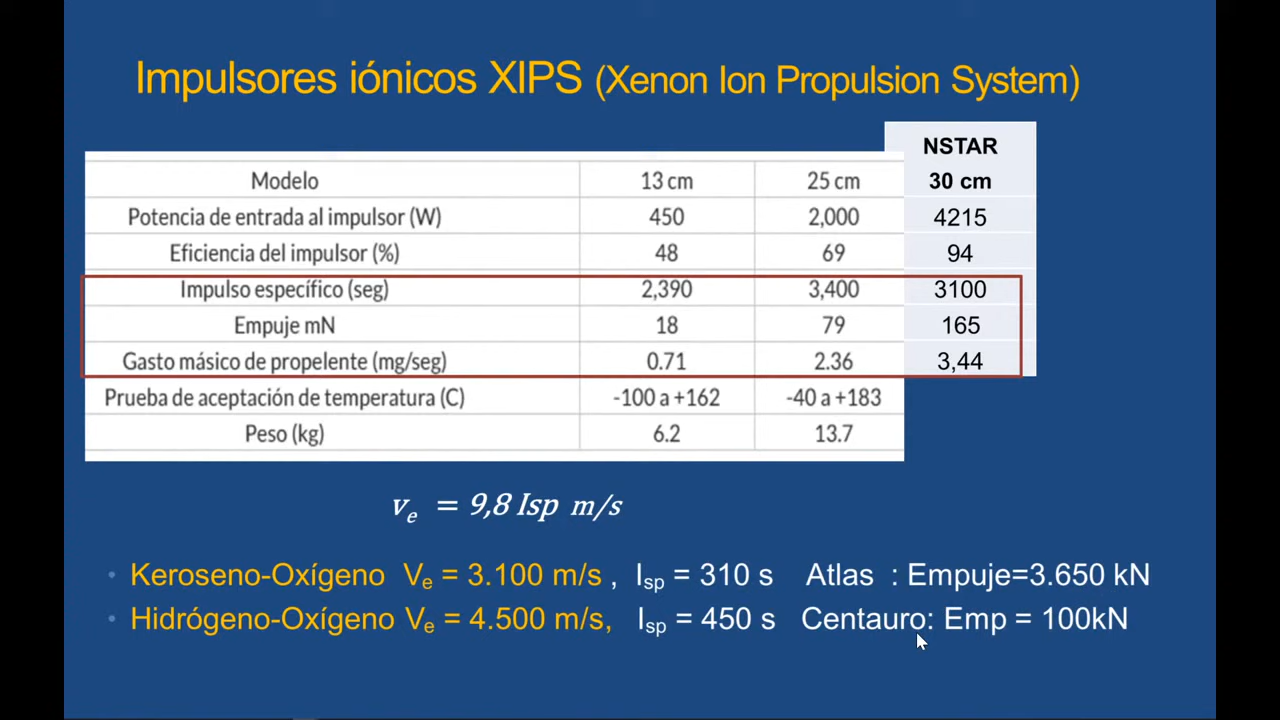 Impulsores iónicos XIPS (Xenon Ion Propulsion System)
NSTAR
Modelo 13 cm 25 cm 30 cm
Potencia de entrada al impulsor (W) 450 2,000 4215
Eficiencia del impulsor (%) 48 69 94
Impulso específico (seg) 2,390 3,400 3100
Empuje mN 18 79 165
Gasto másico de propelente (mg/seg) 0.71 2.36 3,44
Prueba de aceptación de temperatura (C) -100 a +162 -40 a +183
Peso (kg) 6.2 13.7
vₑ = 9,8 Isp m/s
• Keroseno-Oxígeno Vₑ = 3.100 m/s , Isp = 310 s Atlas : Empuje=3.650 kN
• Hidrógeno-Oxígeno Vₑ = 4.500 m/s, Isp = 450 s Centauro: Emp = 100kN